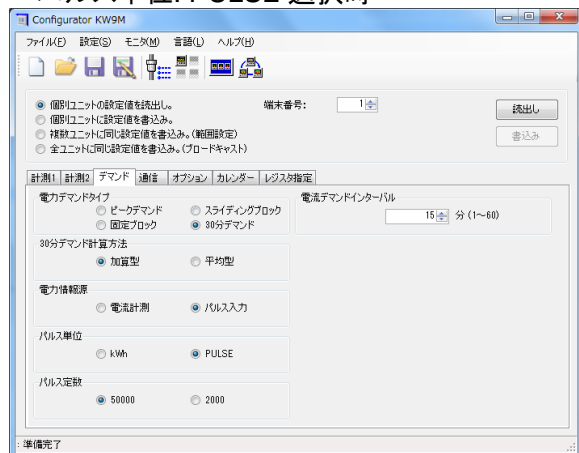 パルス単位：PULSE 選択時
Configurator KW9M
ファイル(F) 設定(S) モニタ(M) 言語(L) ヘルプ(H)
個別ユニットの設定値を読出し。 端末番号: 1 読出し
個別ユニットに設定値を書込み。
複数ユニットに同じ設定値を書込み。(範囲設定) 書込み
全ユニットに同じ設定値を書込み。(ブロードキャスト)
計測1 計測2 デマンド 通信 オプション カレンダー レジスタ指定
電力デマンドタイプ 電流デマンドインターバル
ピークデマンド スライディングブロック 15 分 (1～60)
固定ブロック 30分デマンド
30分デマンド計算方法
加算型 平均型
電力情報源
電流計測 パルス入力
パルス単位
kWh PULSE
パルス定数
50000 2000
: 準備完了